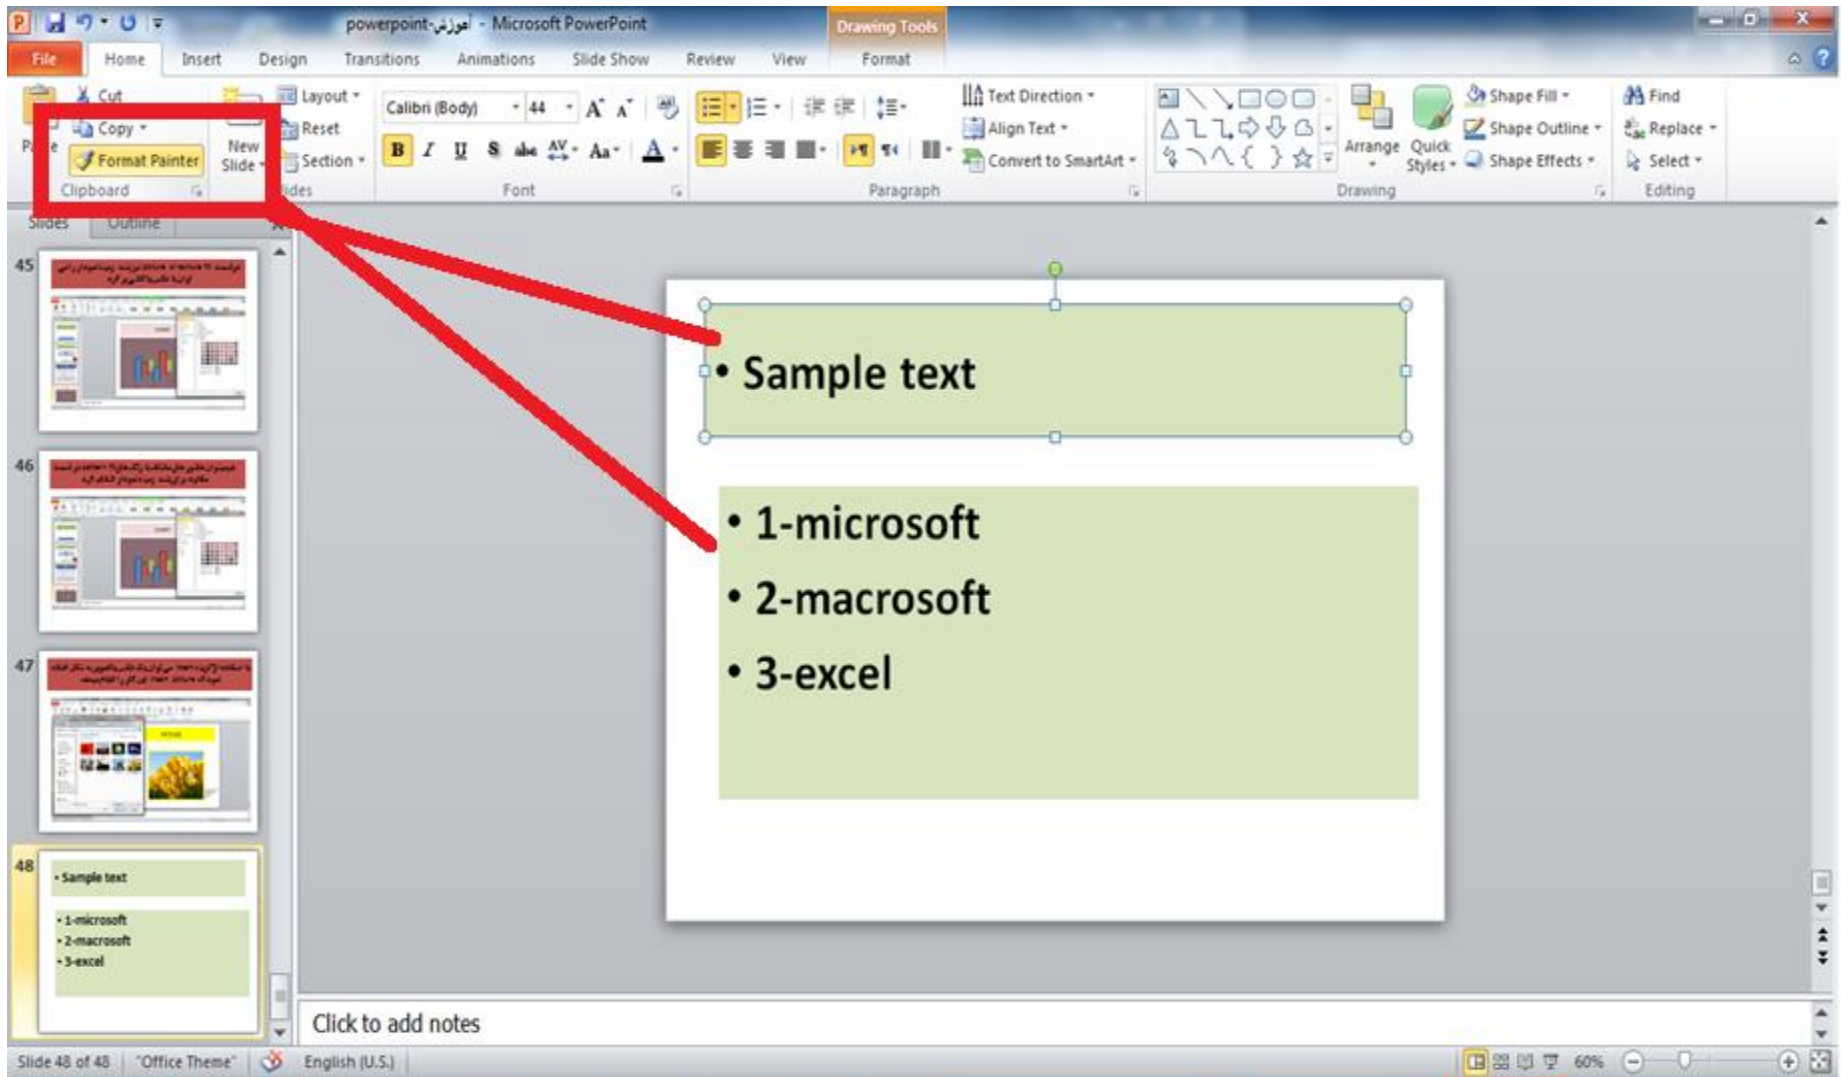 powerpoint-آموزش - Microsoft PowerPoint
Drawing Tools
File Home Insert Design Transitions Animations Slide Show Review View Format
Cut
Copy
Format Painter
Clipboard
New
Slide
Layout
Reset
Section
Calibri (Body) 44
B I U S abc AV Aa A
Font
Text Direction
Align Text
Convert to SmartArt
Paragraph
Arrange
Quick
Styles
Shape Fill
Shape Outline
Shape Effects
Drawing
Find
Replace
Select
Editing
Slides Outline
45
46
47
48
• Sample text
• 1-microsoft
• 2-macrosoft
• 3-excel
• Sample text
• 1-microsoft
• 2-macrosoft
• 3-excel
Click to add notes
Slide 48 of 48 "Office Theme" English (U.S.) 60%